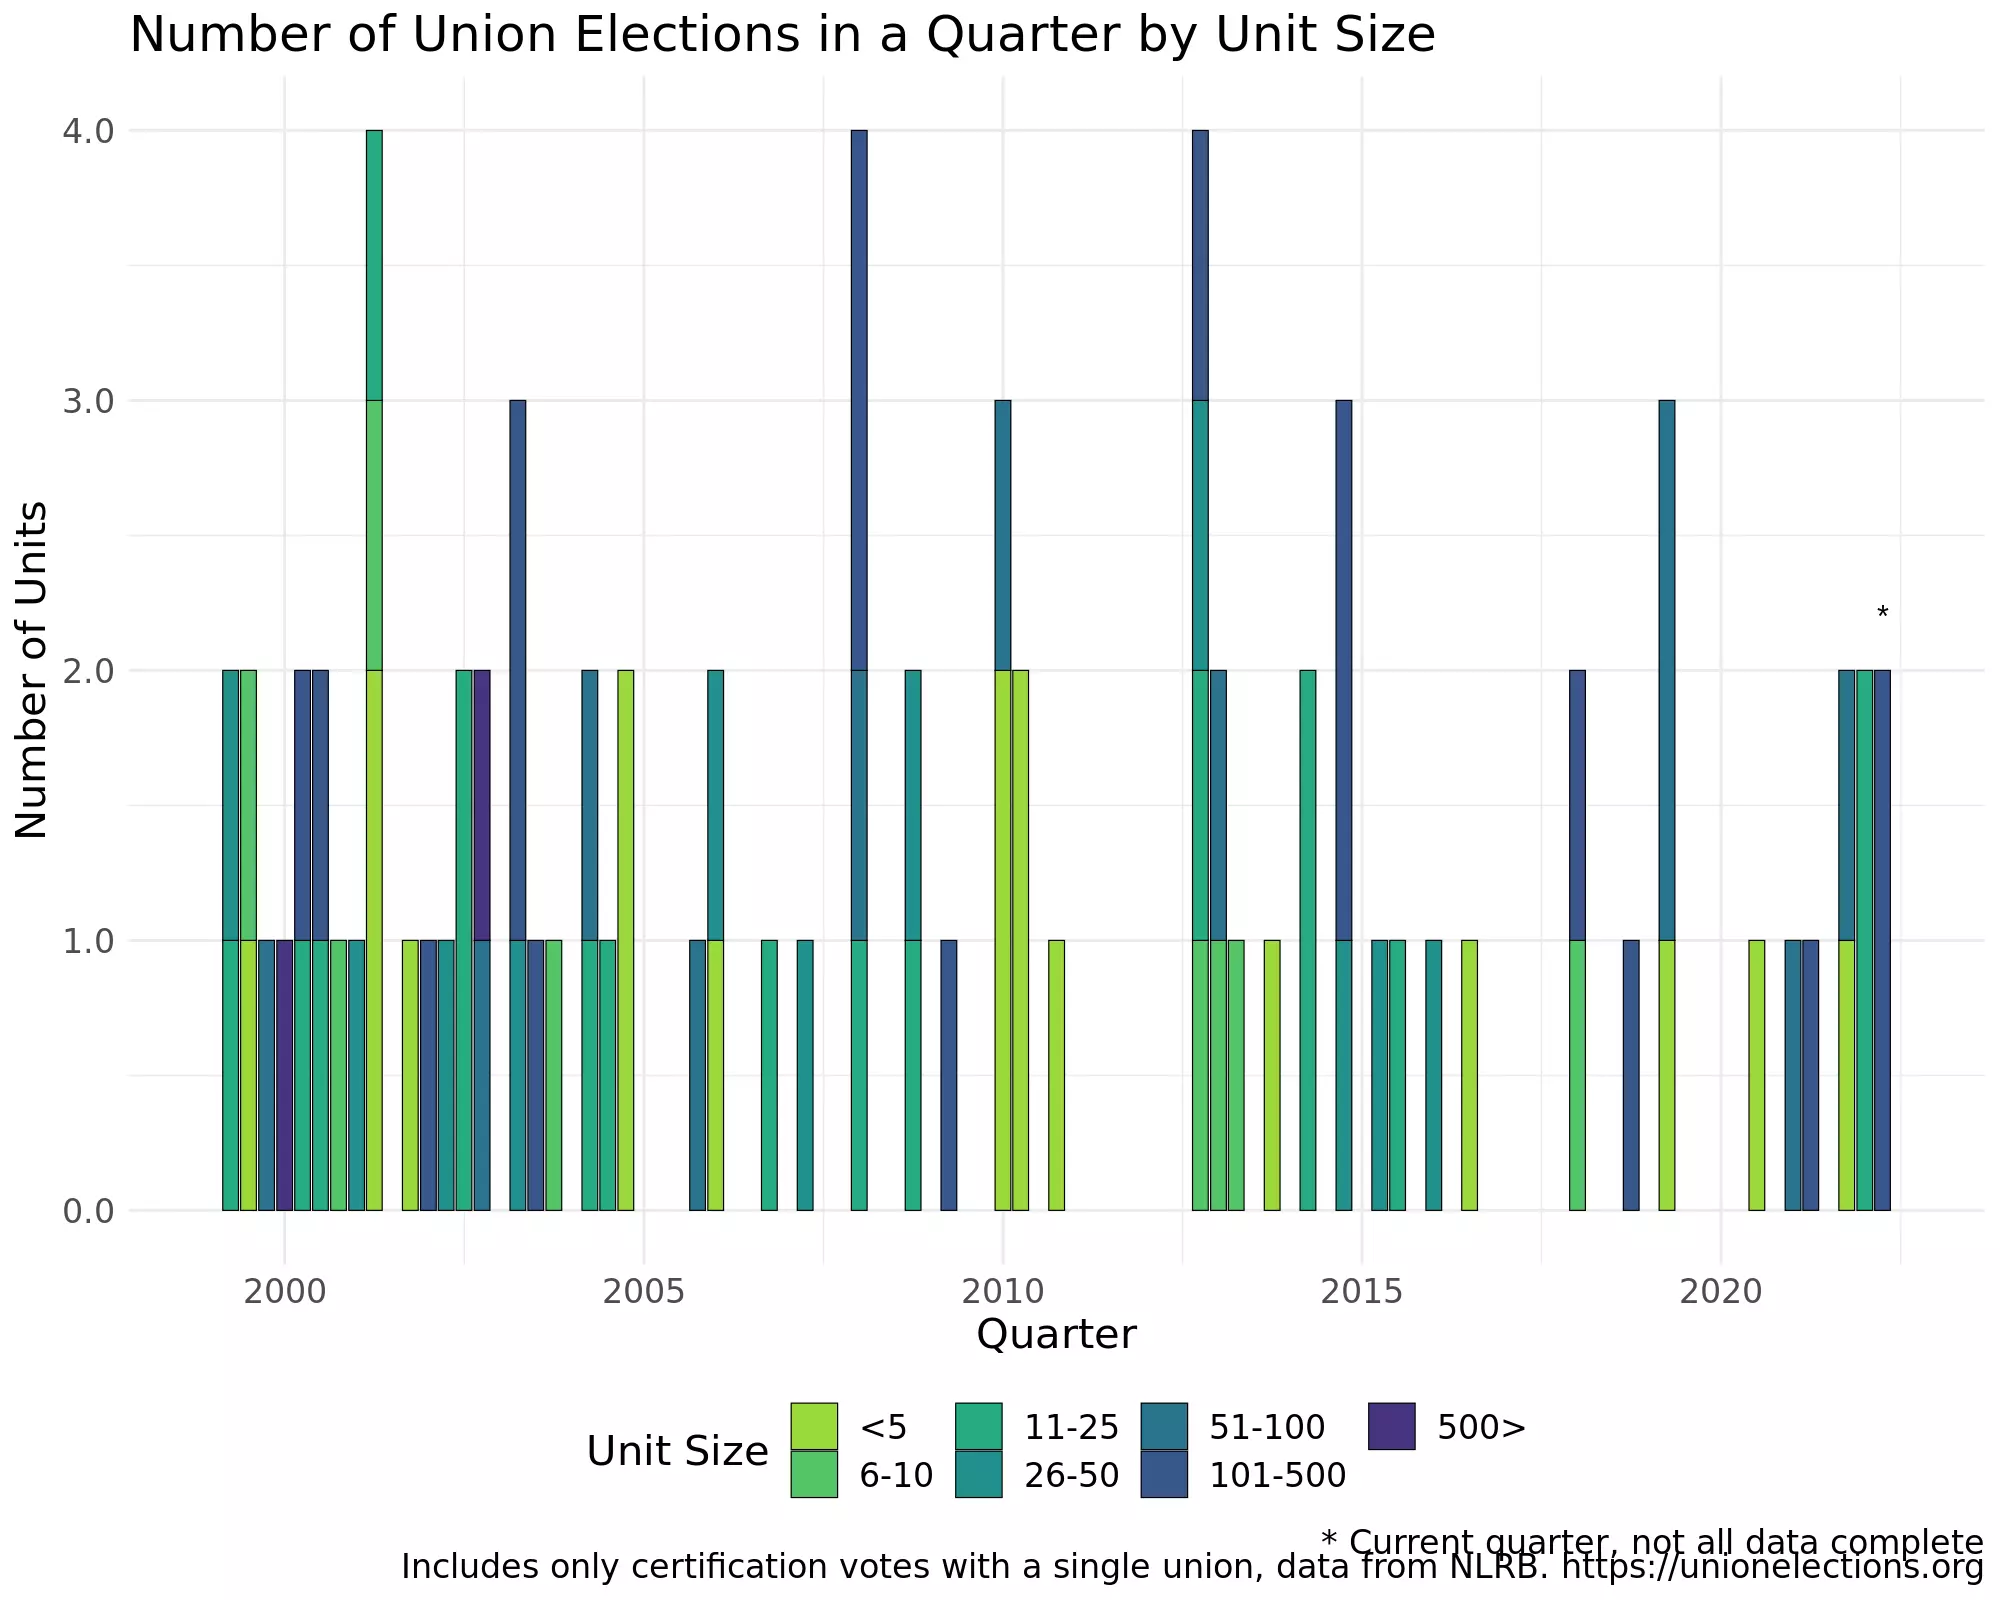 Number of Union Elections in a Quarter by Unit Size
4.0
3.0
2.0
1.0
0.0
Number of Units
*
2000 2005 2010 2015 2020
Quarter
Unit Size
<5 11-25 51-100 500>
6-10 26-50 101-500
* Current quarter, not all data complete
Includes only certification votes with a single union, data from NLRB. https://unionelections.org